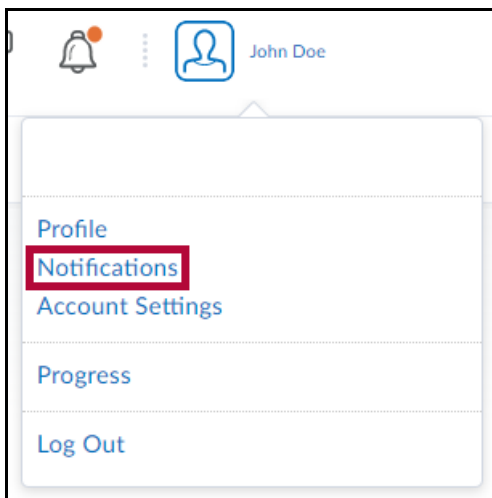 John Doe
Profile
Notifications
Account Settings
Progress
Log Out